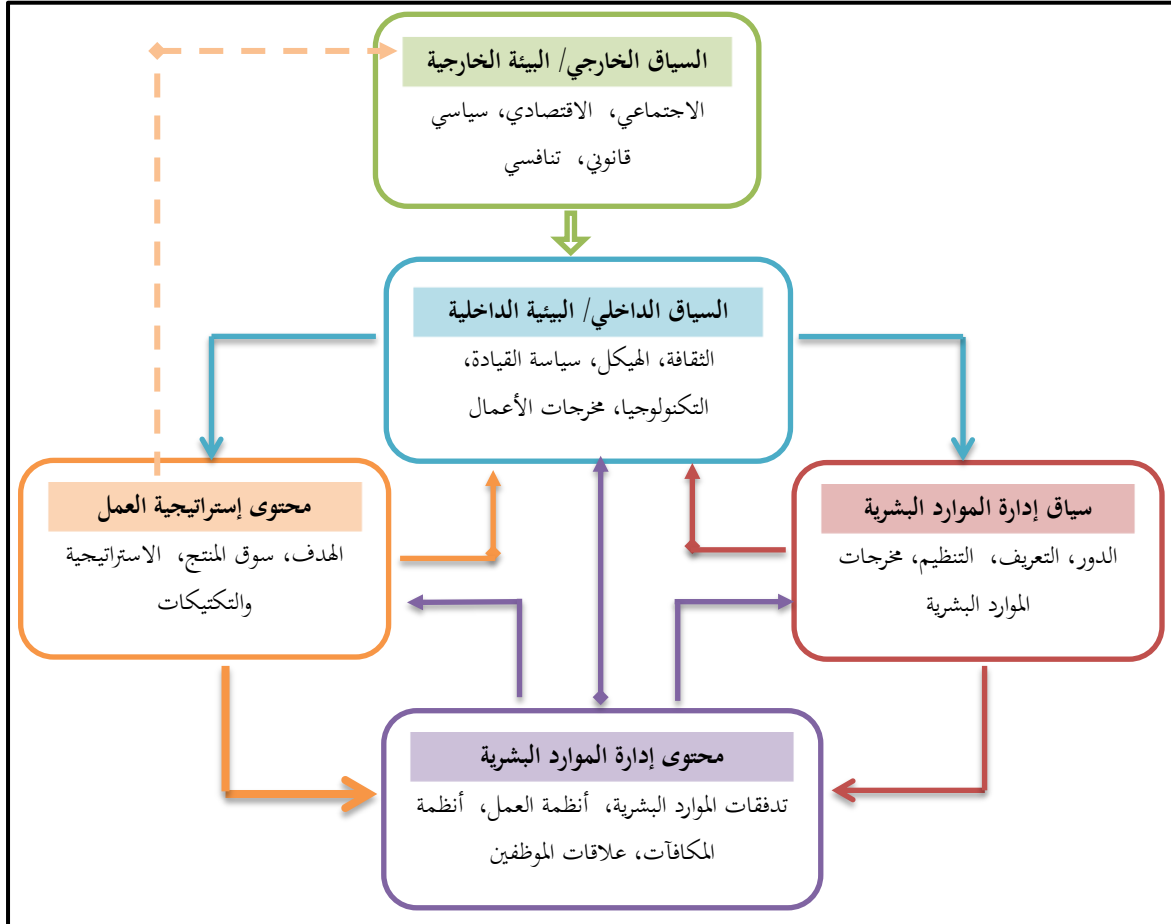 السياق الخارجي/ البيئة الخارجية
الاجتماعي، الاقتصادي، سياسي
قانوني، تنافسي
السياق الداخلي/ البيئية الداخلية
الثقافة، الهيكل، سياسة القيادة،
التكنولوجيا، مخرجات الأعمال
سياق إدارة الموارد البشرية
الدور، التعريف، التنظيم، مخرجات
الموارد البشرية
محتوى إستراتيجية العمل
الهدف، سوق المنتج، الاستراتيجية
والتكتيكات
محتوى إدارة الموارد البشرية
تدفقات الموارد البشرية، أنظمة العمل، أنظمة
المكافآت، علاقات الموظفين